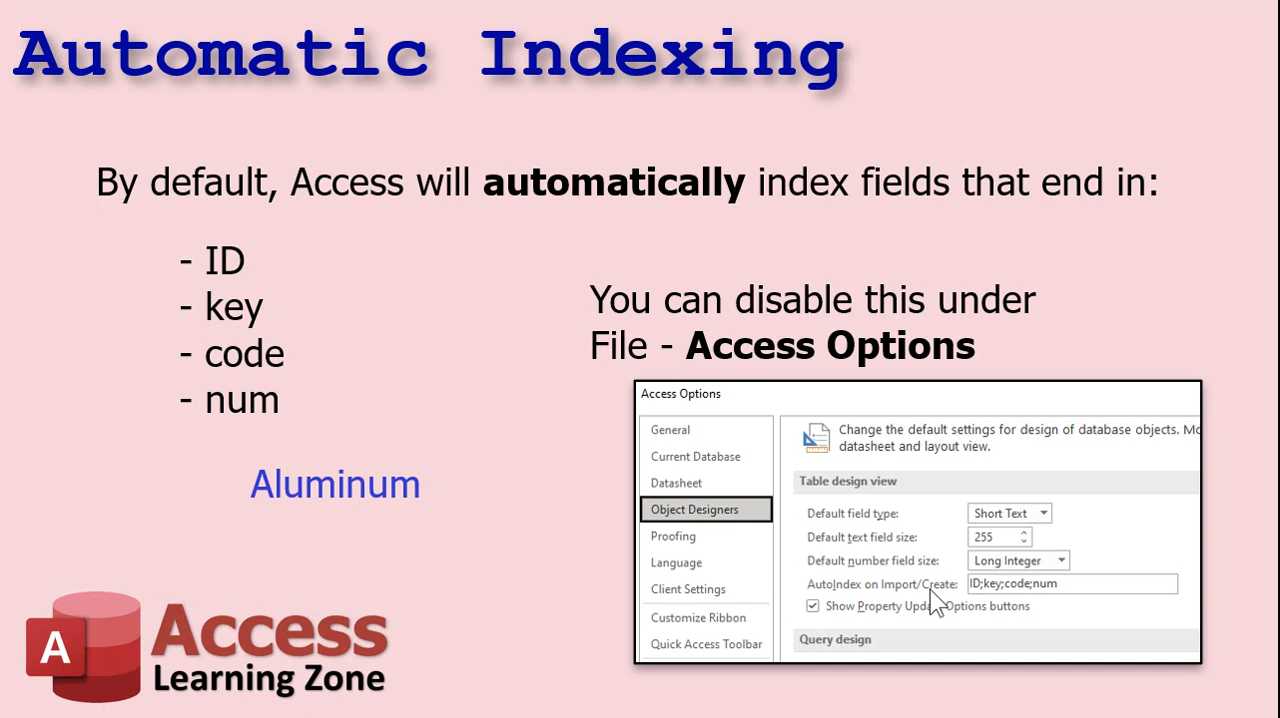 Automatic Indexing
By default, Access will automatically index fields that end in:
- ID
- key
- code
- num
Aluminum
You can disable this under
File - Access Options
Access Options
General
Current Database
Datasheet
Object Designers
Proofing
Language
Client Settings
Customize Ribbon
Quick Access Toolbar
Change the default settings for design of database objects. Mo
datasheet and layout view.
Table design view
Default field type: Short Text
Default text field size: 255
Default number field size: Long Integer
AutoIndex on Import/Create: ID;key;code;num
Show Property Update Options buttons
Query design
A
Access
Learning Zone